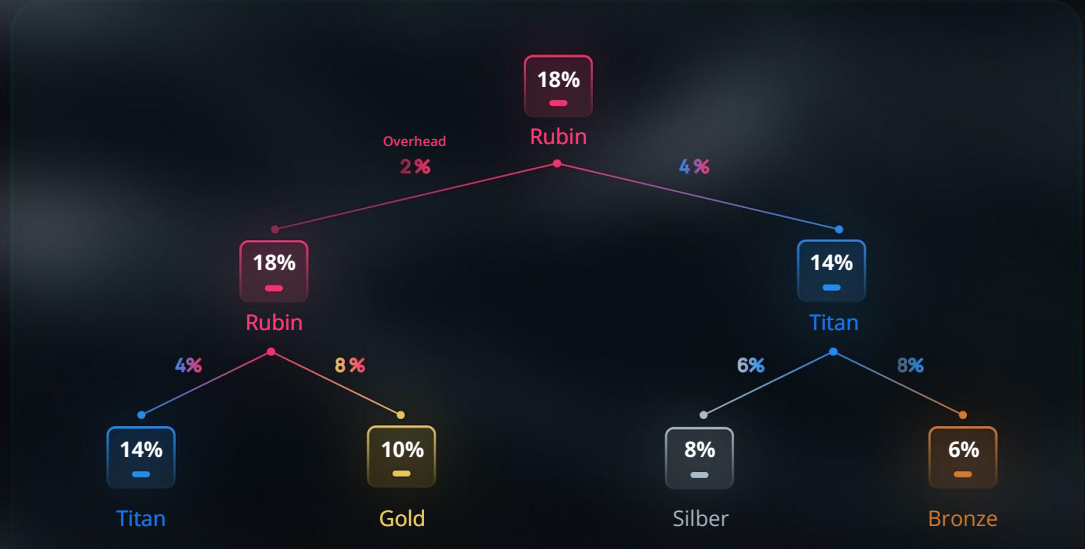 18%
Rubin
Overhead
2%
4%
18%
Rubin
14%
Titan
4%
8%
6%
8%
14%
Titan
10%
Gold
8%
Silber
6%
Bronze